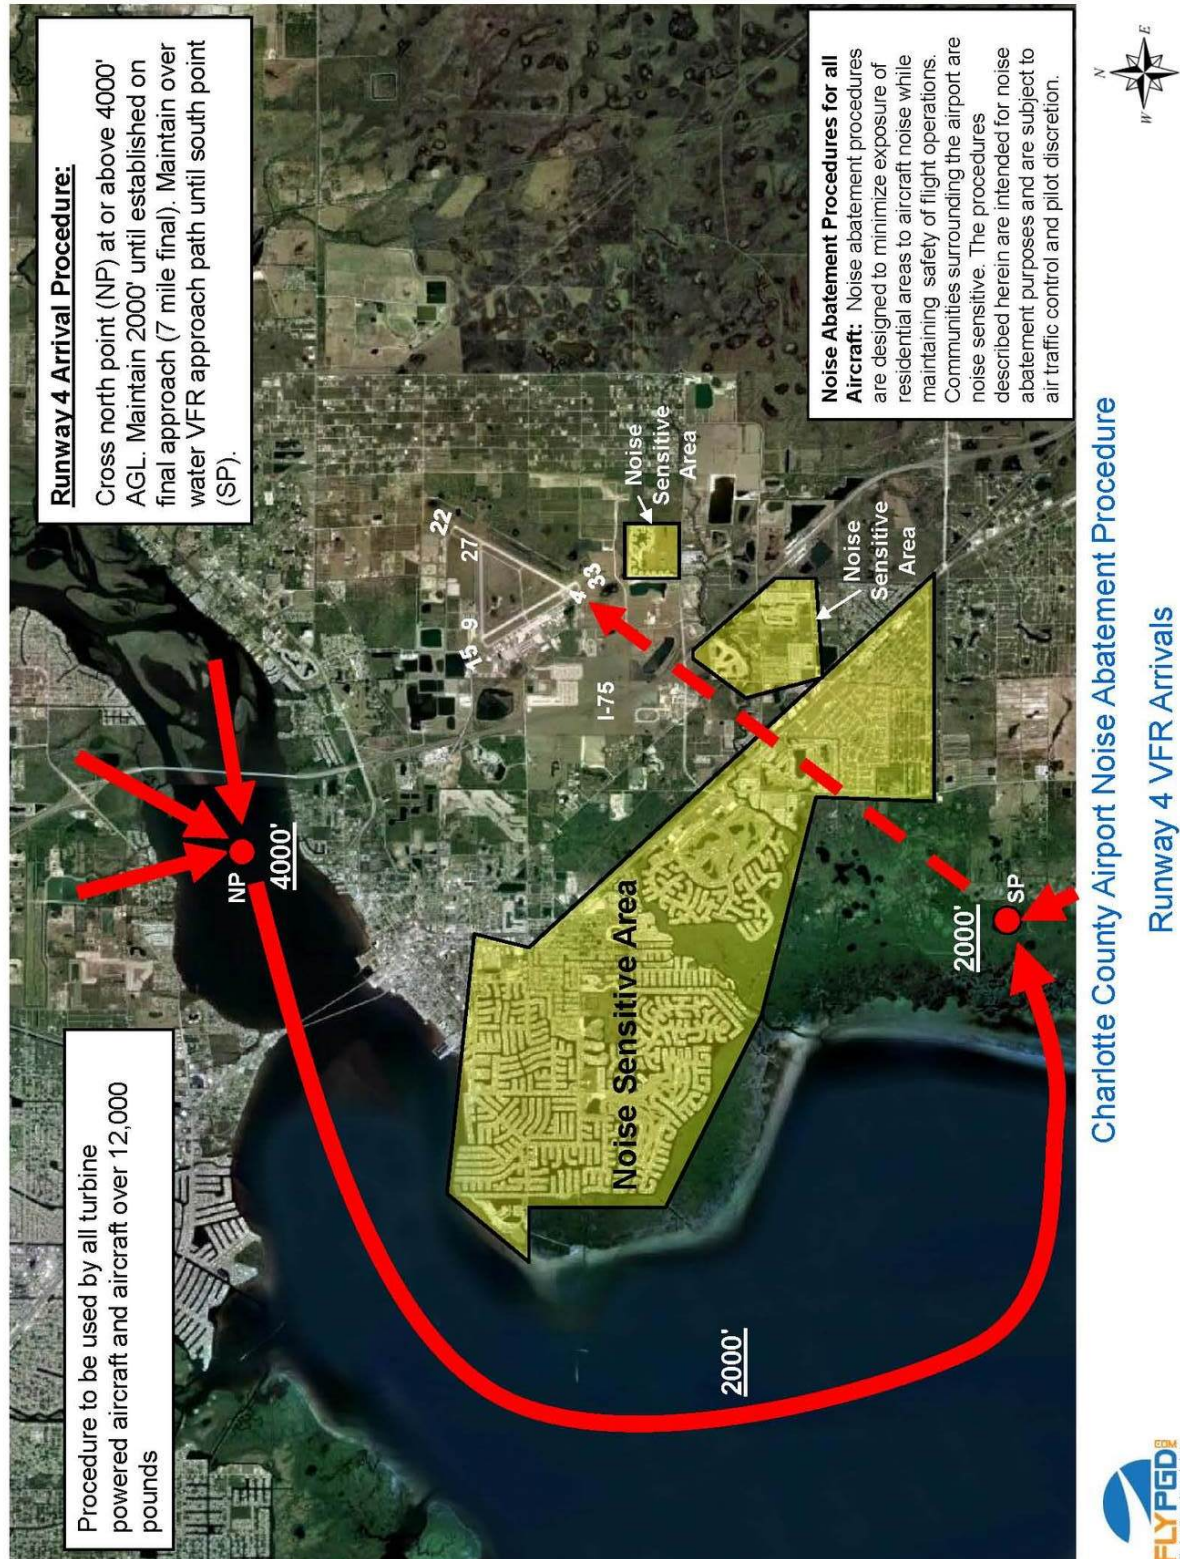 Procedure to be used by all turbine
powered aircraft and aircraft over 12,000
pounds
Runway 4 Arrival Procedure:
Cross north point (NP) at or above 4000'
AGL. Maintain 2000' until established on
final approach (7 mile final). Maintain over
water VFR approach path until south point
(SP).
NP
4000'
22
27
9
15
4
33
I-75
Noise
Sensitive
Area
Noise
Sensitive
Area
Noise Sensitive Area
2000'
2000'
SP
Noise Abatement Procedures for all
Aircraft: Noise abatement procedures
are designed to minimize exposure of
residential areas to aircraft noise while
maintaining safety of flight operations.
Communities surrounding the airport are
noise sensitive. The procedures
described herein are intended for noise
abatement purposes and are subject to
air traffic control and pilot discretion.
FLYPGD.COM
Charlotte County Airport Noise Abatement Procedure
Runway 4 VFR Arrivals
N
W
E